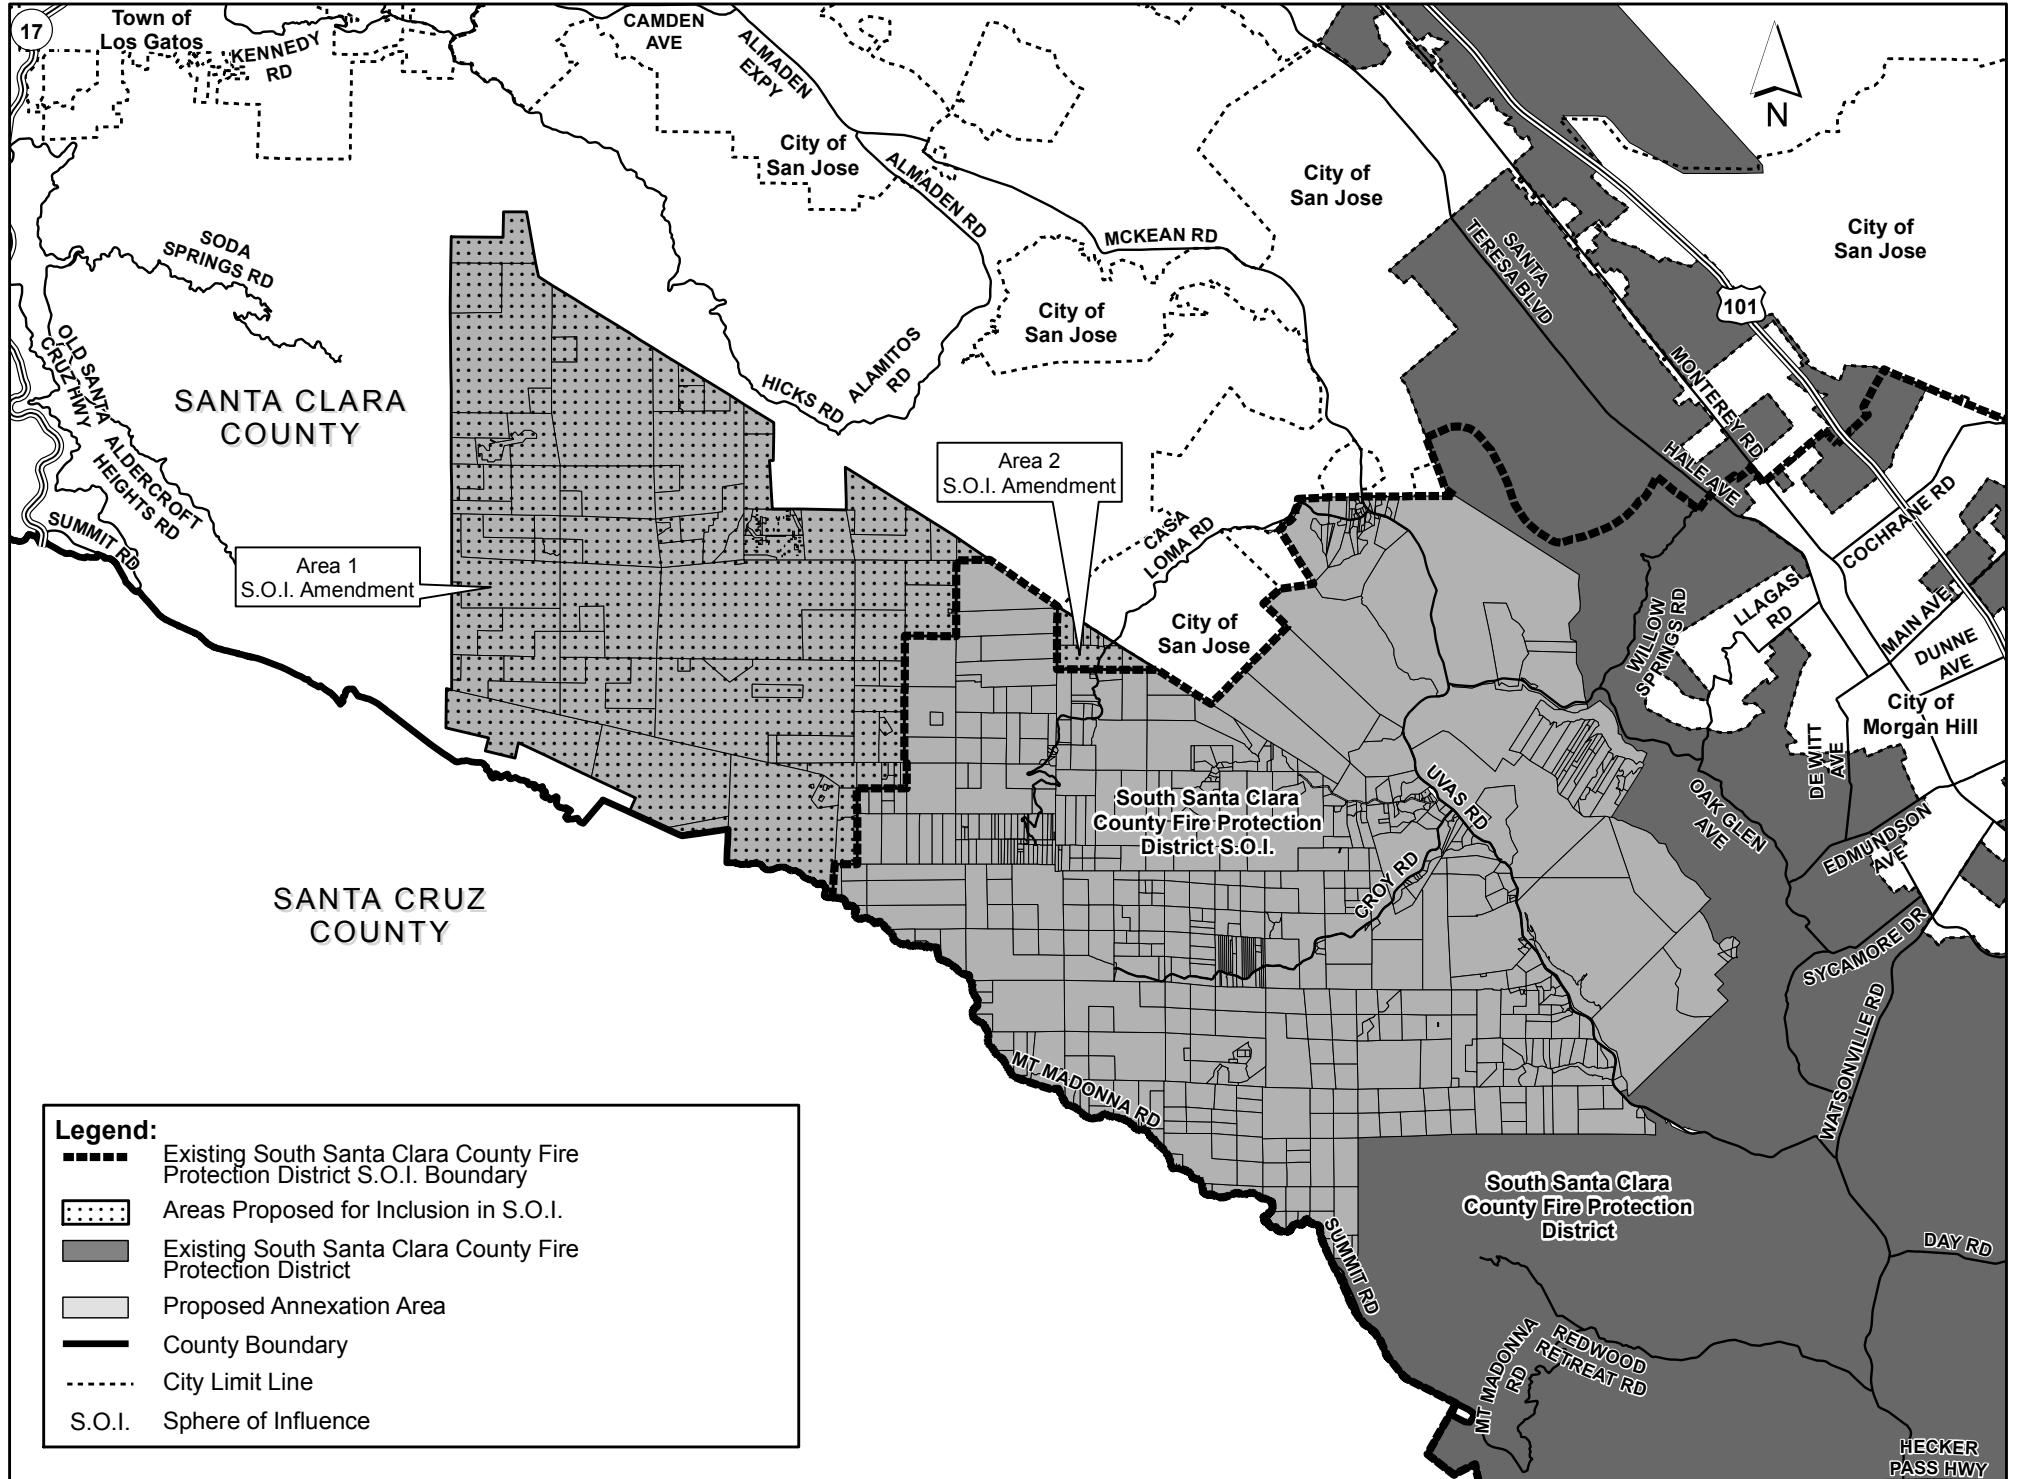 17
Town of
Los Gatos
KENNEDY
RD
CAMDEN
AVE
ALMADEN
EXPY
City of
San Jose
ALMADEN RD
MCKEAN RD
City of
San Jose
N
City of
San Jose
SODA
SPRINGS RD
SANTA
TERESA BLVD
101
City of
San Jose
HICKS RD
ALAMITOS
RD
OLD SANTA
CRUZ HWY
SANTA CLARA
COUNTY
ALDERCROFT
HEIGHTS RD
SUMMIT RD
MONTEREY RD
HALE AVE
Area 2
S.O.I. Amendment
CASA
LOMA RD
COCHRANE RD
Area 1
S.O.I. Amendment
City of
San Jose
WILLOW
SPRINGS RD
LLAGAS
RD
MAIN AVE
DUNNE
AVE
City of
Morgan Hill
DE WITT
AVE
UVAS RD
OAK GLEN
AVE
South Santa Clara
County Fire Protection
District S.O.I.
EDMUNDSON
AVE
CROY RD
SANTA CRUZ
COUNTY
SYCAMORE DR
WATSONVILLE RD
MT MADONNA RD
South Santa Clara
County Fire Protection
District
SUMMIT RD
DAY RD
MT MADONNA
RD
REDWOOD
RETREAT RD
HECKER
PASS HWY
Legend:
Existing South Santa Clara County Fire
Protection District S.O.I. Boundary
Areas Proposed for Inclusion in S.O.I.
Existing South Santa Clara County Fire
Protection District
Proposed Annexation Area
County Boundary
City Limit Line
S.O.I. Sphere of Influence